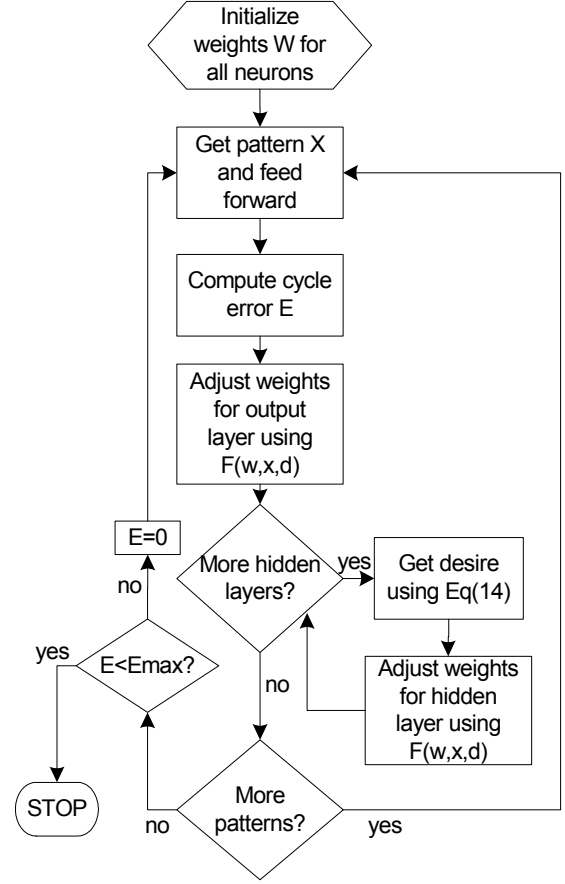 Initialize
weights W for
all neurons
Get pattern X
and feed
forward
Compute cycle
error E
Adjust weights
for output
layer using
F(w,x,d)
E=0
no
More hidden
layers?
yes
Get desire
using Eq(14)
yes
E<Emax?
no
Adjust weights
for hidden
layer using
F(w,x,d)
STOP
no
More
patterns?
yes